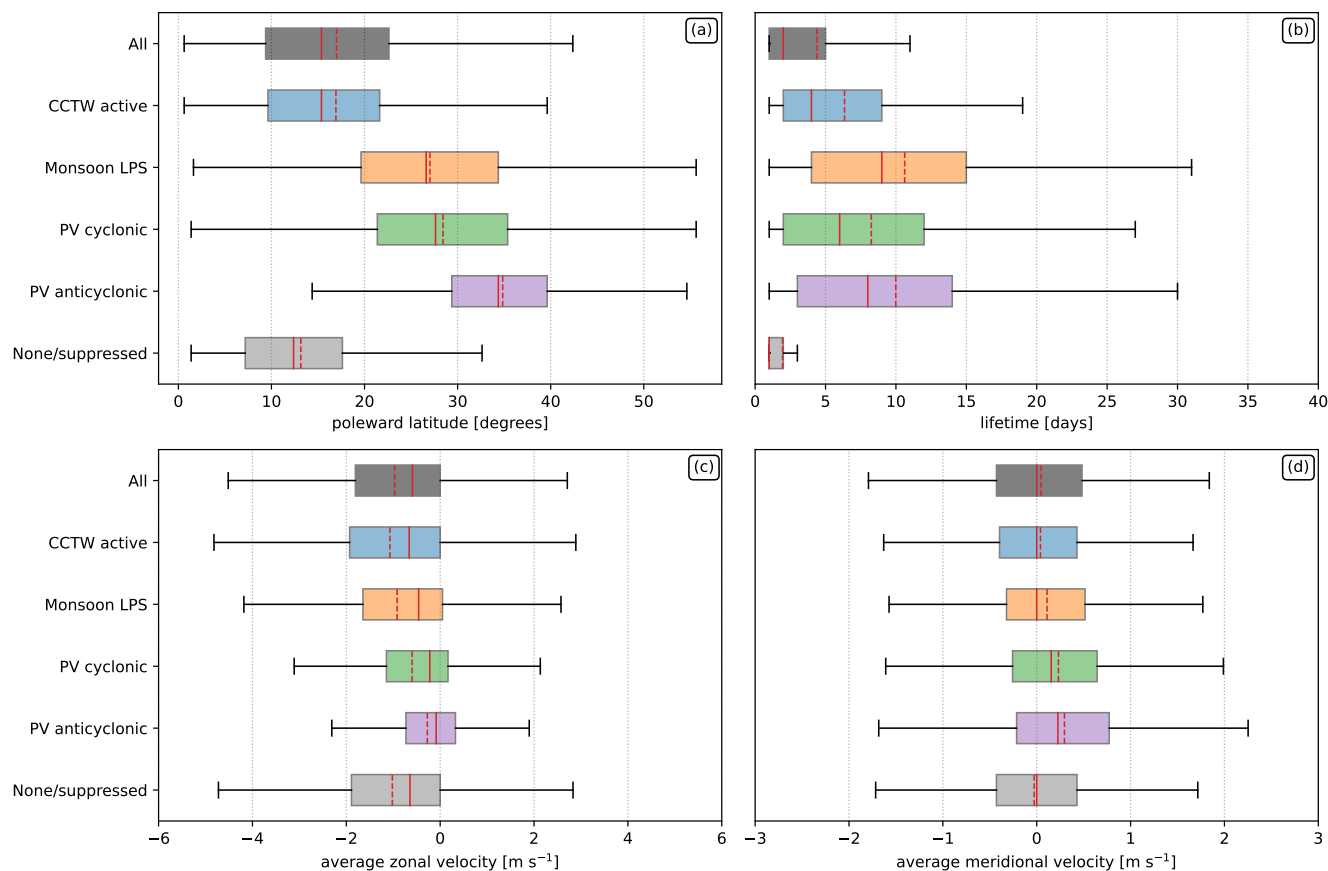 All
CCTW active
Monsoon LPS
PV cyclonic
PV anticyclonic
None/suppressed
(a)
0 10 20 30 40 50
poleward latitude [degrees]
(b)
0 5 10 15 20 25 30 35 40
lifetime [days]
All
CCTW active
Monsoon LPS
PV cyclonic
PV anticyclonic
None/suppressed
(c)
−6 −4 −2 0 2 4 6
average zonal velocity [m s⁻¹]
(d)
−3 −2 −1 0 1 2 3
average meridional velocity [m s⁻¹]